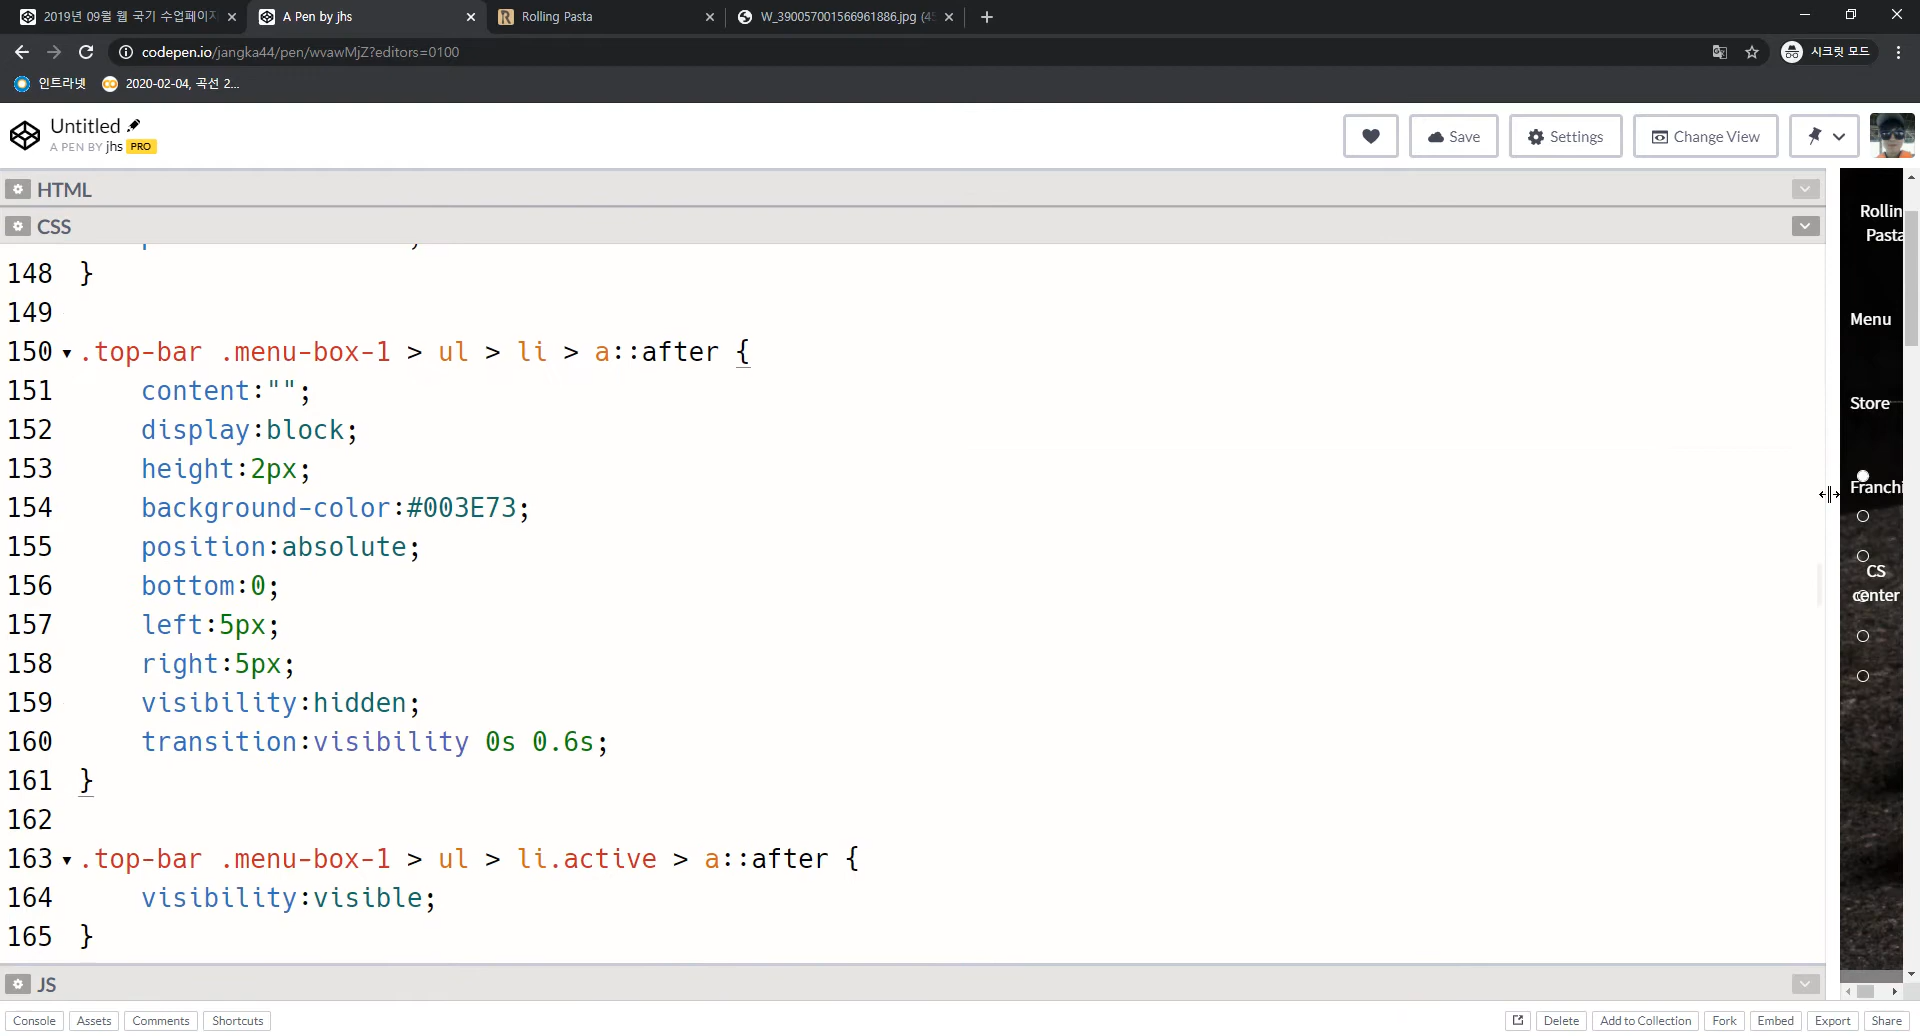 2019년 09월 웹 국기 수업페이지
A Pen by jhs
Rolling Pasta
W_390057001566961886.jpg (45
codepen.io/jangka44/pen/wvawMjZ?editors=0100
시크릿 모드
인트라넷
2020-02-04, 곡선 2...
Untitled
A PEN BY jhs PRO
Save
Settings
Change View
HTML
CSS
148 }
149
150 .top-bar .menu-box-1 > ul > li > a::after {
151 content:"";
152 display:block;
153 height:2px;
154 background-color:#003E73;
155 position:absolute;
156 bottom:0;
157 left:5px;
158 right:5px;
159 visibility:hidden;
160 transition:visibility 0s 0.6s;
161 }
162
163 .top-bar .menu-box-1 > ul > li.active > a::after {
164 visibility:visible;
165 }
Rollin
Pasta
Menu
Store
Franchi
CS
center
JS
Console
Assets
Comments
Shortcuts
Delete
Add to Collection
Fork
Embed
Export
Share